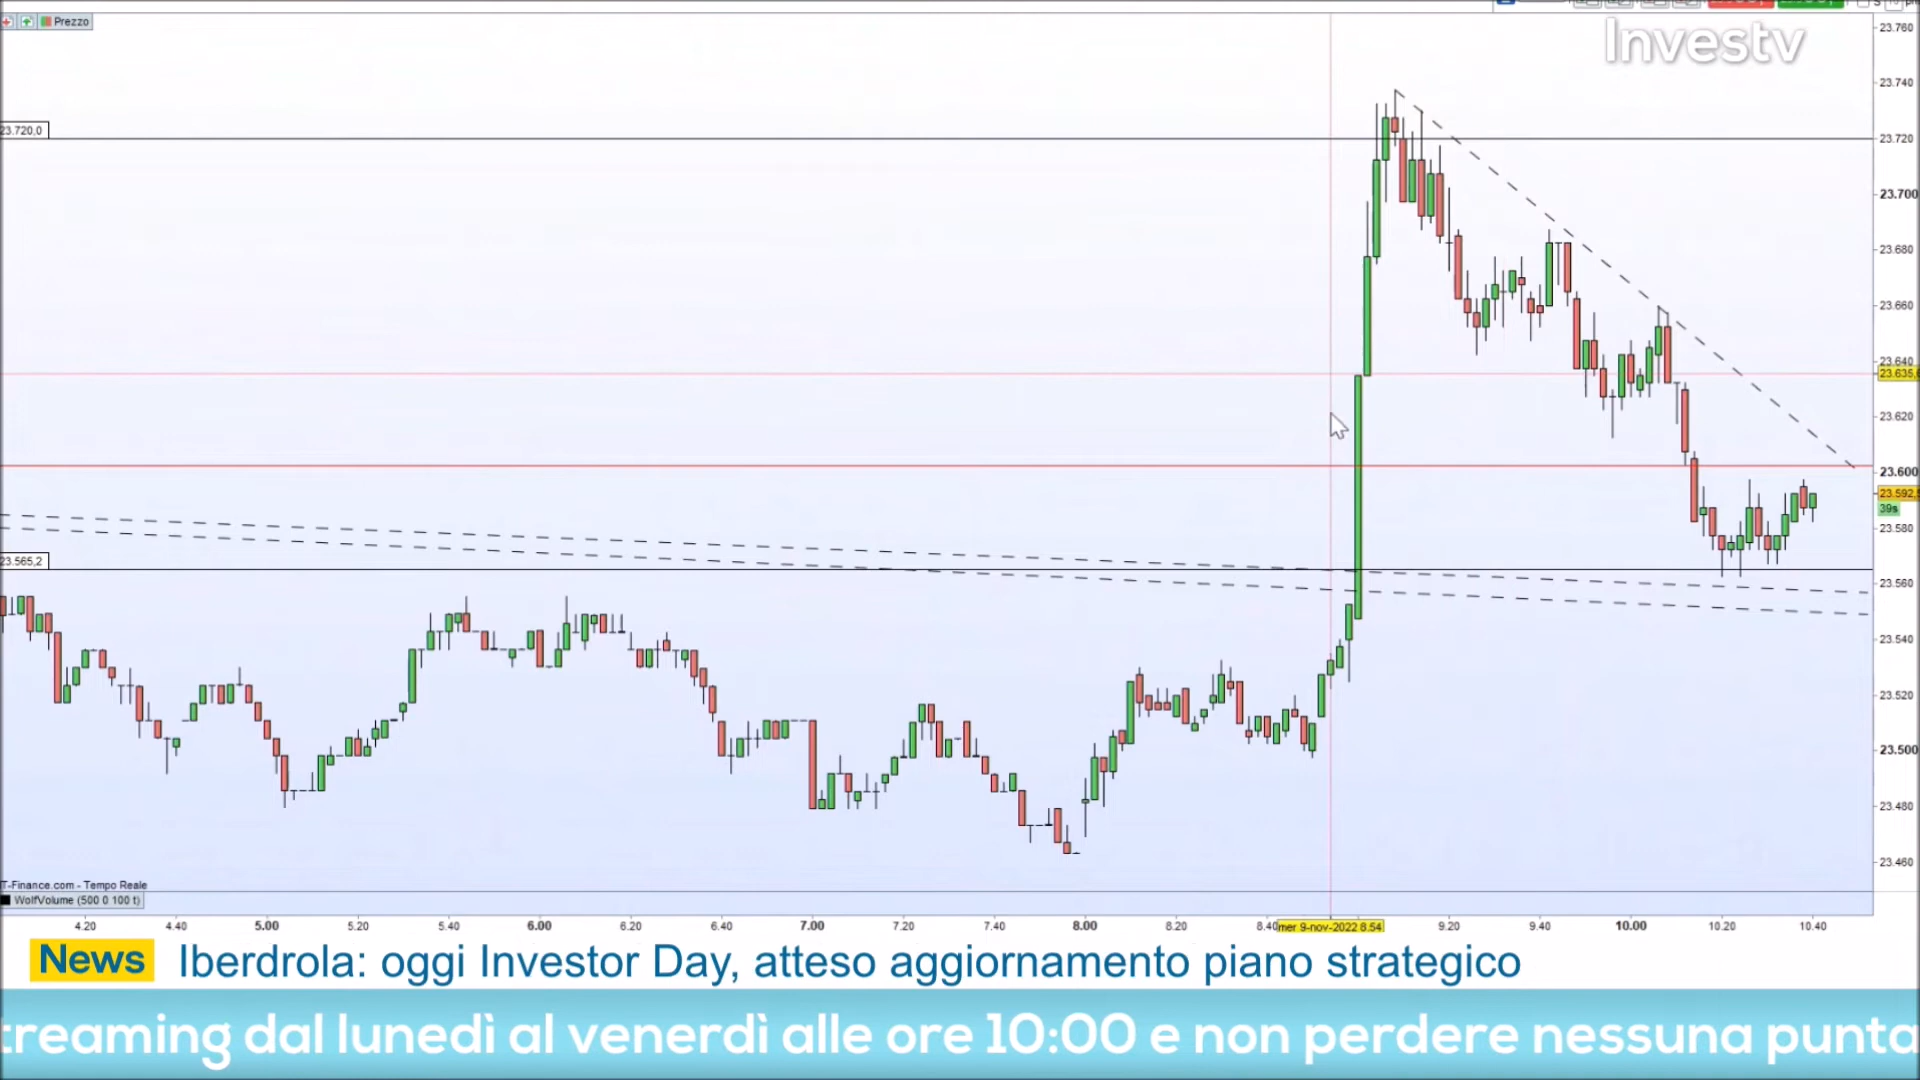 Prezzo
Investv
23.760
23.740
23.720,0
23.720
23.700
23.680
23.660
23.640
23.635,
23.620
23.600
23.592,5
39s
23.580
23.565,2
23.560
23.540
23.520
23.500
23.480
23.460
T-Finance.com - Tempo Reale
WolfVolume (500 0 100 t)
4.20 4.40 5.00 5.20 5.40 6.00 6.20 6.40 7.00 7.20 7.40 8.00 8.20 8.40 mer 9-nov-2022 8.54 9.20 9.40 10.00 10.20 10.40
News Iberdrola: oggi Investor Day, atteso aggiornamento piano strategico
treaming dal lunedì al venerdì alle ore 10:00 e non perdere nessuna punta